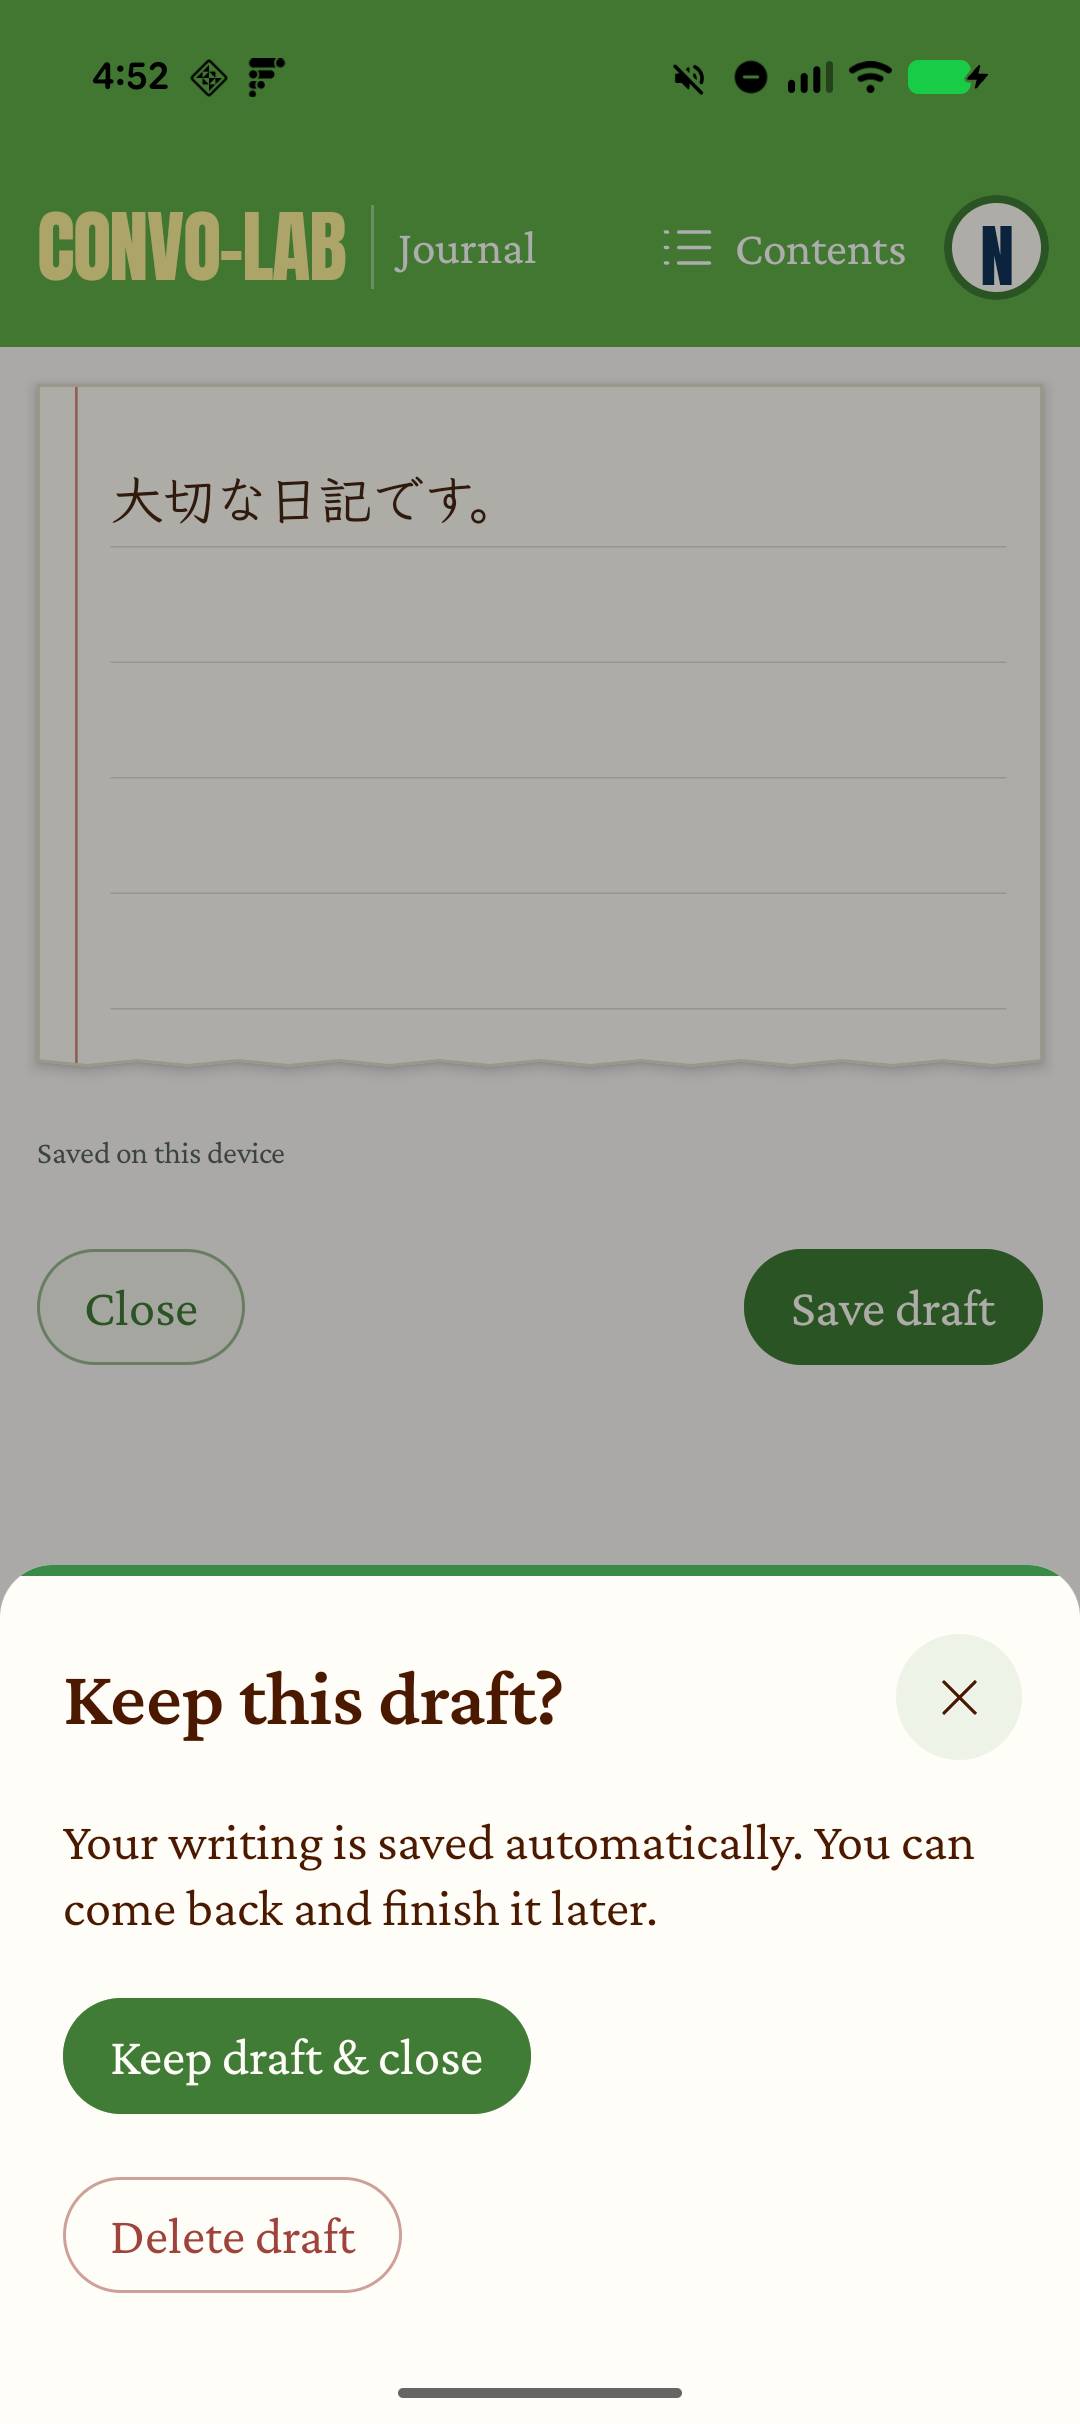 4:52
CONVO-LAB
Journal
Contents
N
大切な日記です。
Saved on this device
Close
Save draft
Keep this draft?
Your writing is saved automatically. You can
come back and finish it later.
Keep draft & close
Delete draft